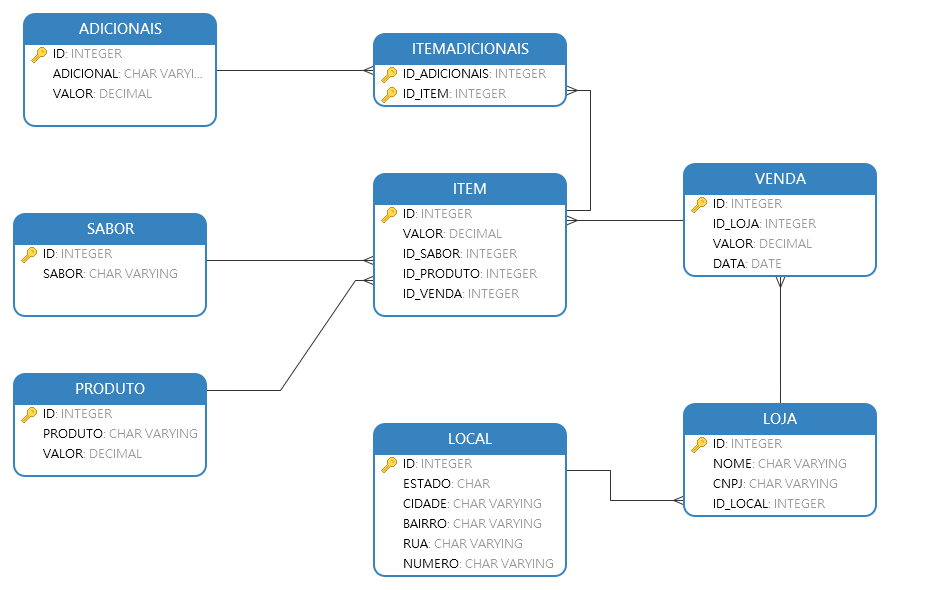 ADICIONAIS
ID: INTEGER
ADICIONAL: CHAR VARYI...
VALOR: DECIMAL
ITEMADICIONAIS
ID_ADICIONAIS: INTEGER
ID_ITEM: INTEGER
ITEM
ID: INTEGER
VALOR: DECIMAL
ID_SABOR: INTEGER
ID_PRODUTO: INTEGER
ID_VENDA: INTEGER
VENDA
ID: INTEGER
ID_LOJA: INTEGER
VALOR: DECIMAL
DATA: DATE
SABOR
ID: INTEGER
SABOR: CHAR VARYING
PRODUTO
ID: INTEGER
PRODUTO: CHAR VARYING
VALOR: DECIMAL
LOCAL
ID: INTEGER
ESTADO: CHAR
CIDADE: CHAR VARYING
BAIRRO: CHAR VARYING
RUA: CHAR VARYING
NUMERO: CHAR VARYING
LOJA
ID: INTEGER
NOME: CHAR VARYING
CNPJ: CHAR VARYING
ID_LOCAL: INTEGER